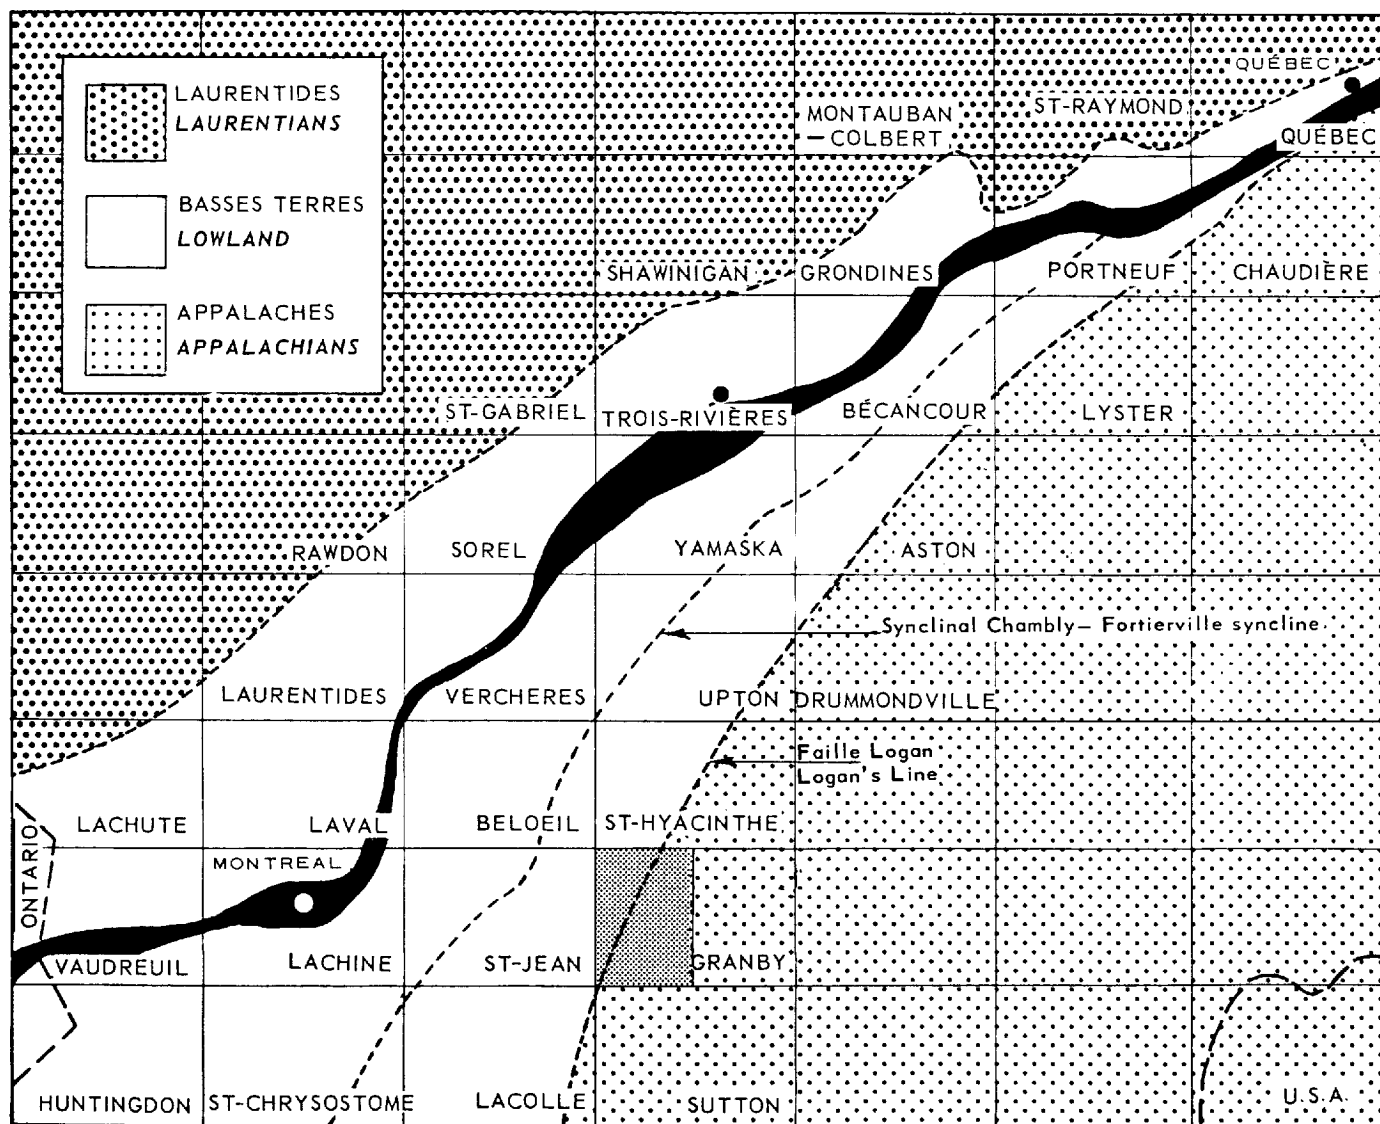 LAURENTIDES
LAURENTIANS
BASSES TERRES
LOWLAND
APPALACHES
APPALACHIANS
QUÉBEC
MONTAUBAN
—COLBERT
ST-RAYMOND
QUÉBEC
SHAWINIGAN
GRONDINES
PORTNEUF
CHAUDIÈRE
ST-GABRIEL
TROIS-RIVIÈRES
BÉCANCOUR
LYSTER
RAWDON
SOREL
YAMASKA
ASTON
Synclinal Chambly—Fortierville syncline
LAURENTIDES
VERCHERES
UPTON
DRUMMONDVILLE
Faille Logan
Logan's Line
LACHUTE
LAVAL
BELOEIL
ST-HYACINTHE
ONTARIO
MONTREAL
VAUDREUIL
LACHINE
ST-JEAN
GRANBY
HUNTINGDON
ST-CHRYSOSTOME
LACOLLE
SUTTON
U.S.A.